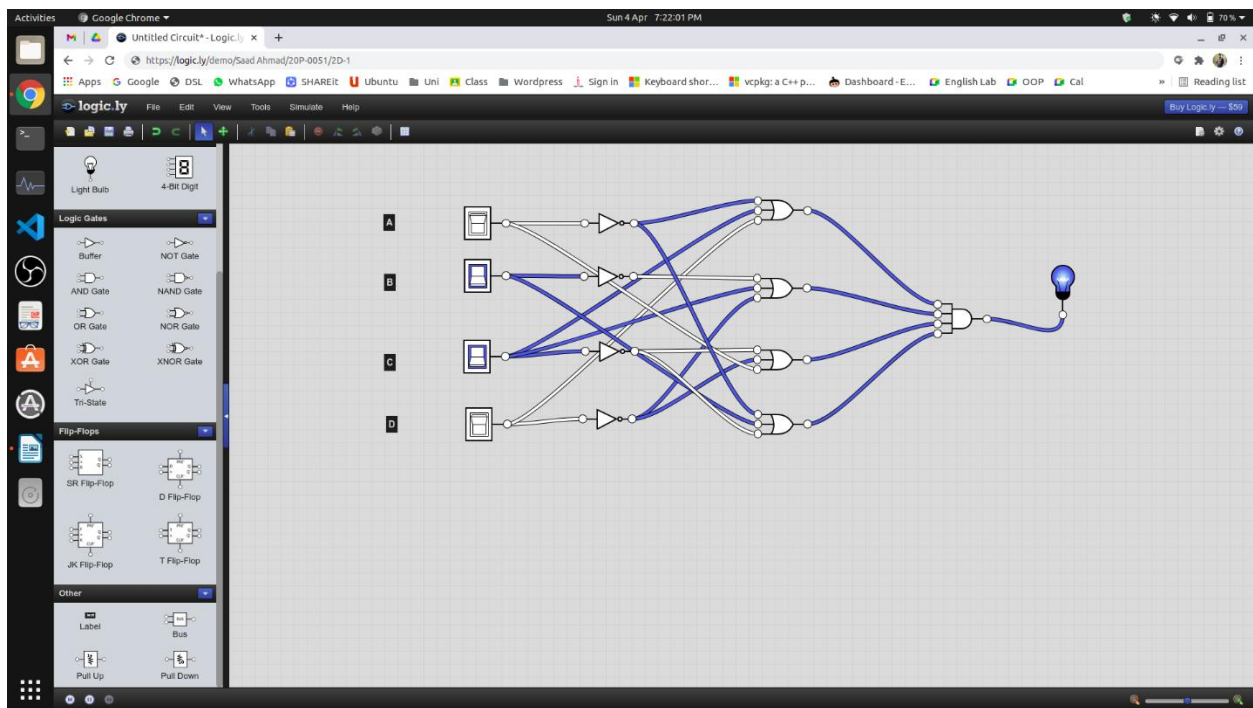 Activities Google Chrome ▾ Sun 4 Apr 7:22:01 PM 70% ▾
Untitled Circuit* - Logic.ly × +
https://logic.ly/demo/Saad Ahmad/20P-0051/2D-1
Apps Google DSL WhatsApp SHAREit Ubuntu Uni Class Wordpress Sign in Keyboard shor... vcpkg: a C++ p... Dashboard - E... English Lab OOP Cal » Reading list
logic.ly File Edit View Tools Simulate Help Buy Logic.ly — $59
Light Bulb 4-Bit Digit
Logic Gates
Buffer NOT Gate
AND Gate NAND Gate
OR Gate NOR Gate
XOR Gate XNOR Gate
Tri-State
Flip-Flops
SR Flip-Flop D Flip-Flop
JK Flip-Flop T Flip-Flop
Other
Label Bus
Pull Up Pull Down
A
B
C
D